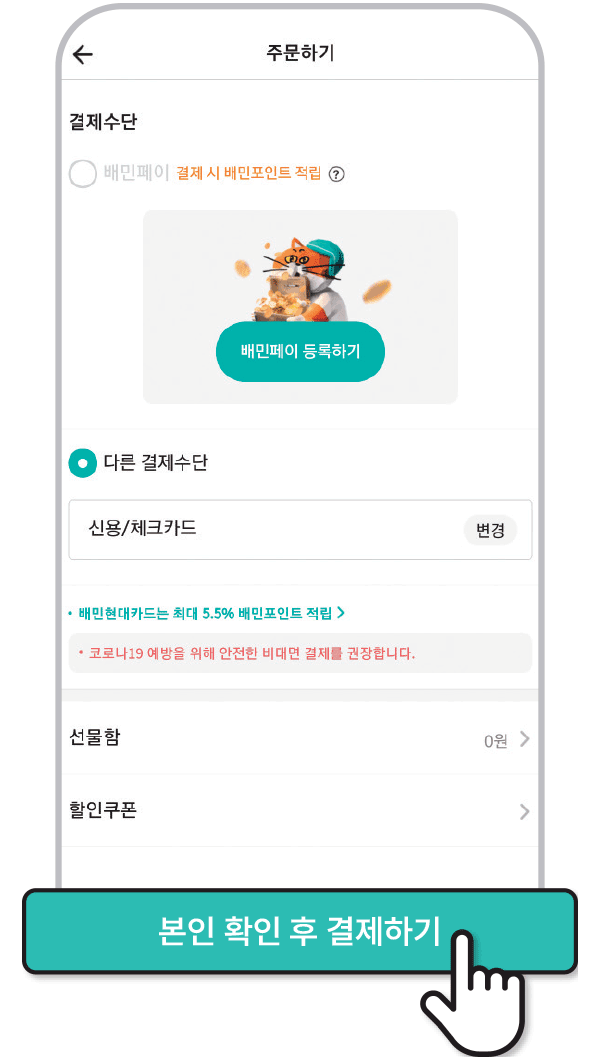 주문하기
결제수단
배민페이 결제 시 배민포인트 적립 ?
배민페이 등록하기
다른 결제수단
신용/체크카드 변경
• 배민현대카드는 최대 5.5% 배민포인트 적립 >
• 코로나19 예방을 위해 안전한 비대면 결제를 권장합니다.
선물함 0원 >
할인쿠폰 >
본인 확인 후 결제하기